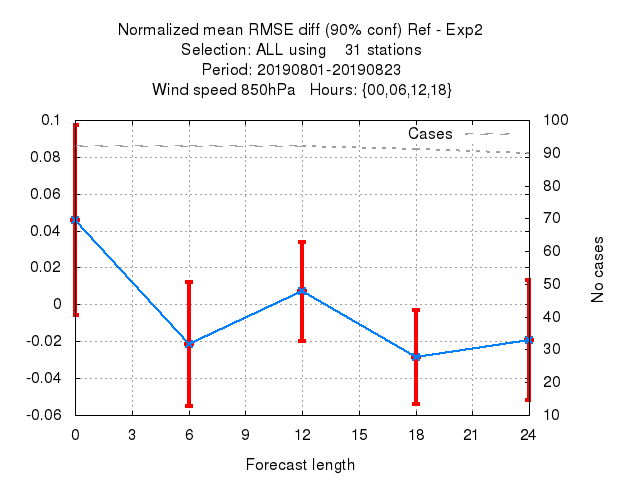 Normalized mean RMSE diff (90% conf) Ref - Exp2
Selection: ALL using 31 stations
Period: 20190801-20190823
Wind speed 850hPa Hours: {00,06,12,18}
Cases
0.1
0.08
0.06
0.04
0.02
0
-0.02
-0.04
-0.06
100
90
80
70
60
50
40
30
20
10
No cases
0 3 6 9 12 15 18 21 24
Forecast length